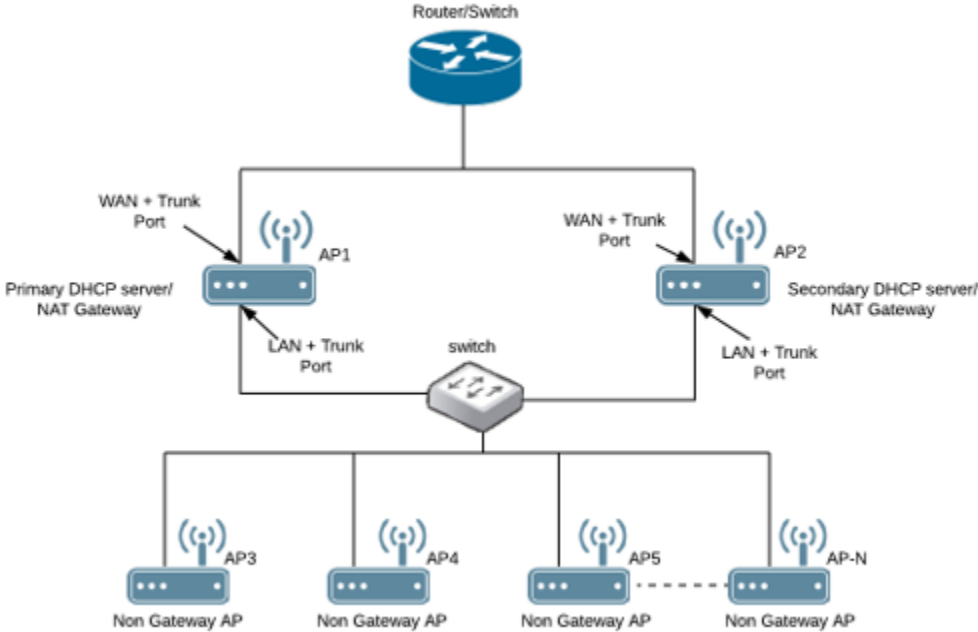 Router/Switch
WAN + Trunk
Port
AP1
Primary DHCP server/
NAT Gateway
LAN + Trunk
Port
WAN + Trunk
Port
AP2
Secondary DHCP server/
NAT Gateway
LAN + Trunk
Port
switch
AP3
Non Gateway AP
AP4
Non Gateway AP
AP5
Non Gateway AP
AP-N
Non Gateway AP